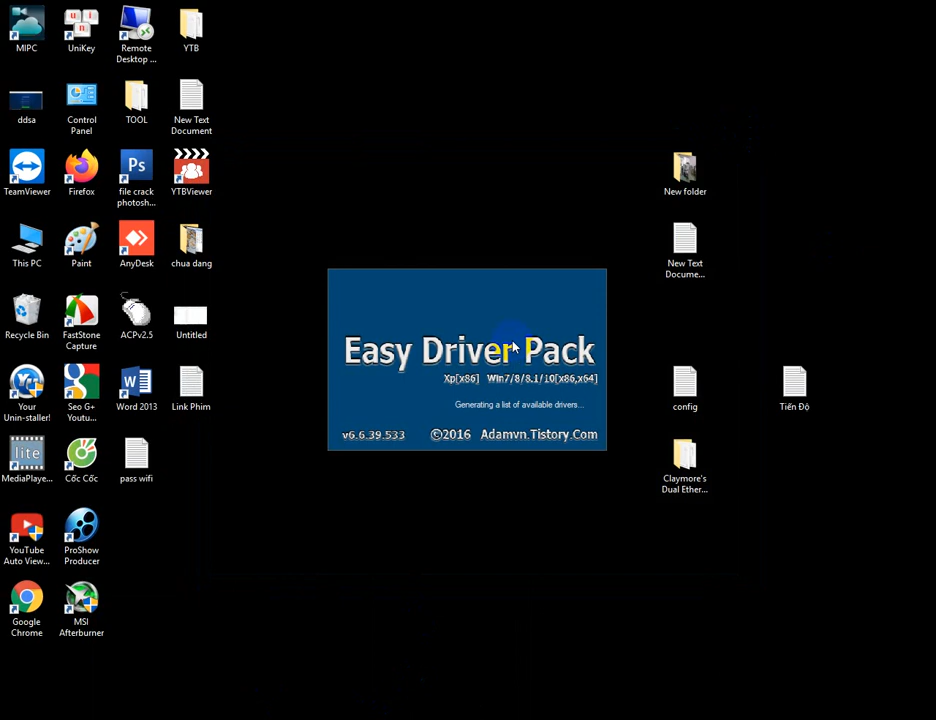 MIPC
UniKey
Remote
Desktop ...
YTB
ddsa
Control
Panel
TOOL
New Text
Document
TeamViewer
Firefox
Ps
file crack
photosh...
YTBViewer
This PC
Paint
AnyDesk
chua dang
Recycle Bin
FastStone
Capture
ACPv2.5
Untitled
Your
Unin-staller!
Seo G+
Youtu...
Word 2013
Link Phim
lite
MediaPlaye...
Cốc Cốc
pass wifi
YouTube
Auto View...
ProShow
Producer
Google
Chrome
MSI
Afterburner
Easy Driver Pack
Xp[x86] Win7/8/8.1/10[x86,x64]
Generating a list of available drivers...
v6.6.39.533 ©2016 Adamvn.Tistory.Com
New folder
New Text
Docume...
config
Tiến Độ
Claymore's
Dual Ether...